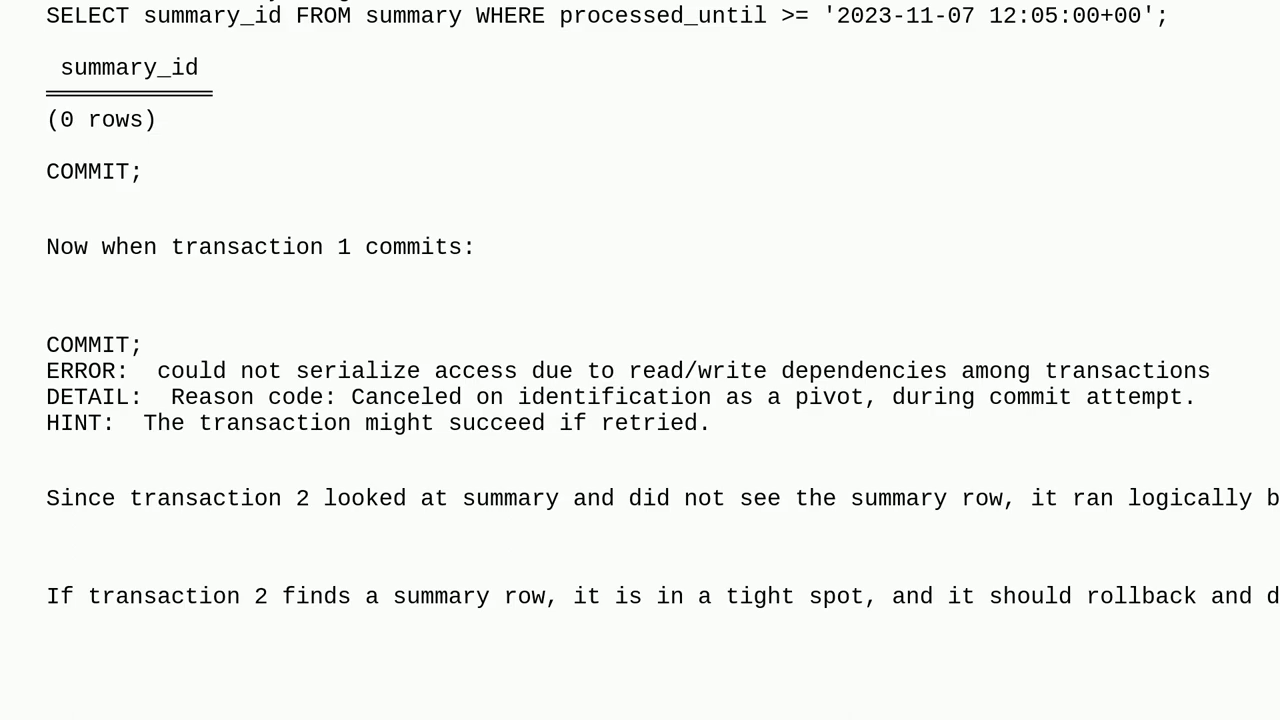 SELECT summary_id FROM summary WHERE processed_until >= '2023-11-07 12:05:00+00';
summary_id
════════════
(0 rows)
COMMIT;
Now when transaction 1 commits:
COMMIT;
ERROR:  could not serialize access due to read/write dependencies among transactions
DETAIL:  Reason code: Canceled on identification as a pivot, during commit attempt.
HINT:  The transaction might succeed if retried.
Since transaction 2 looked at summary and did not see the summary row, it ran logically
If transaction 2 finds a summary row, it is in a tight spot, and it should rollback and